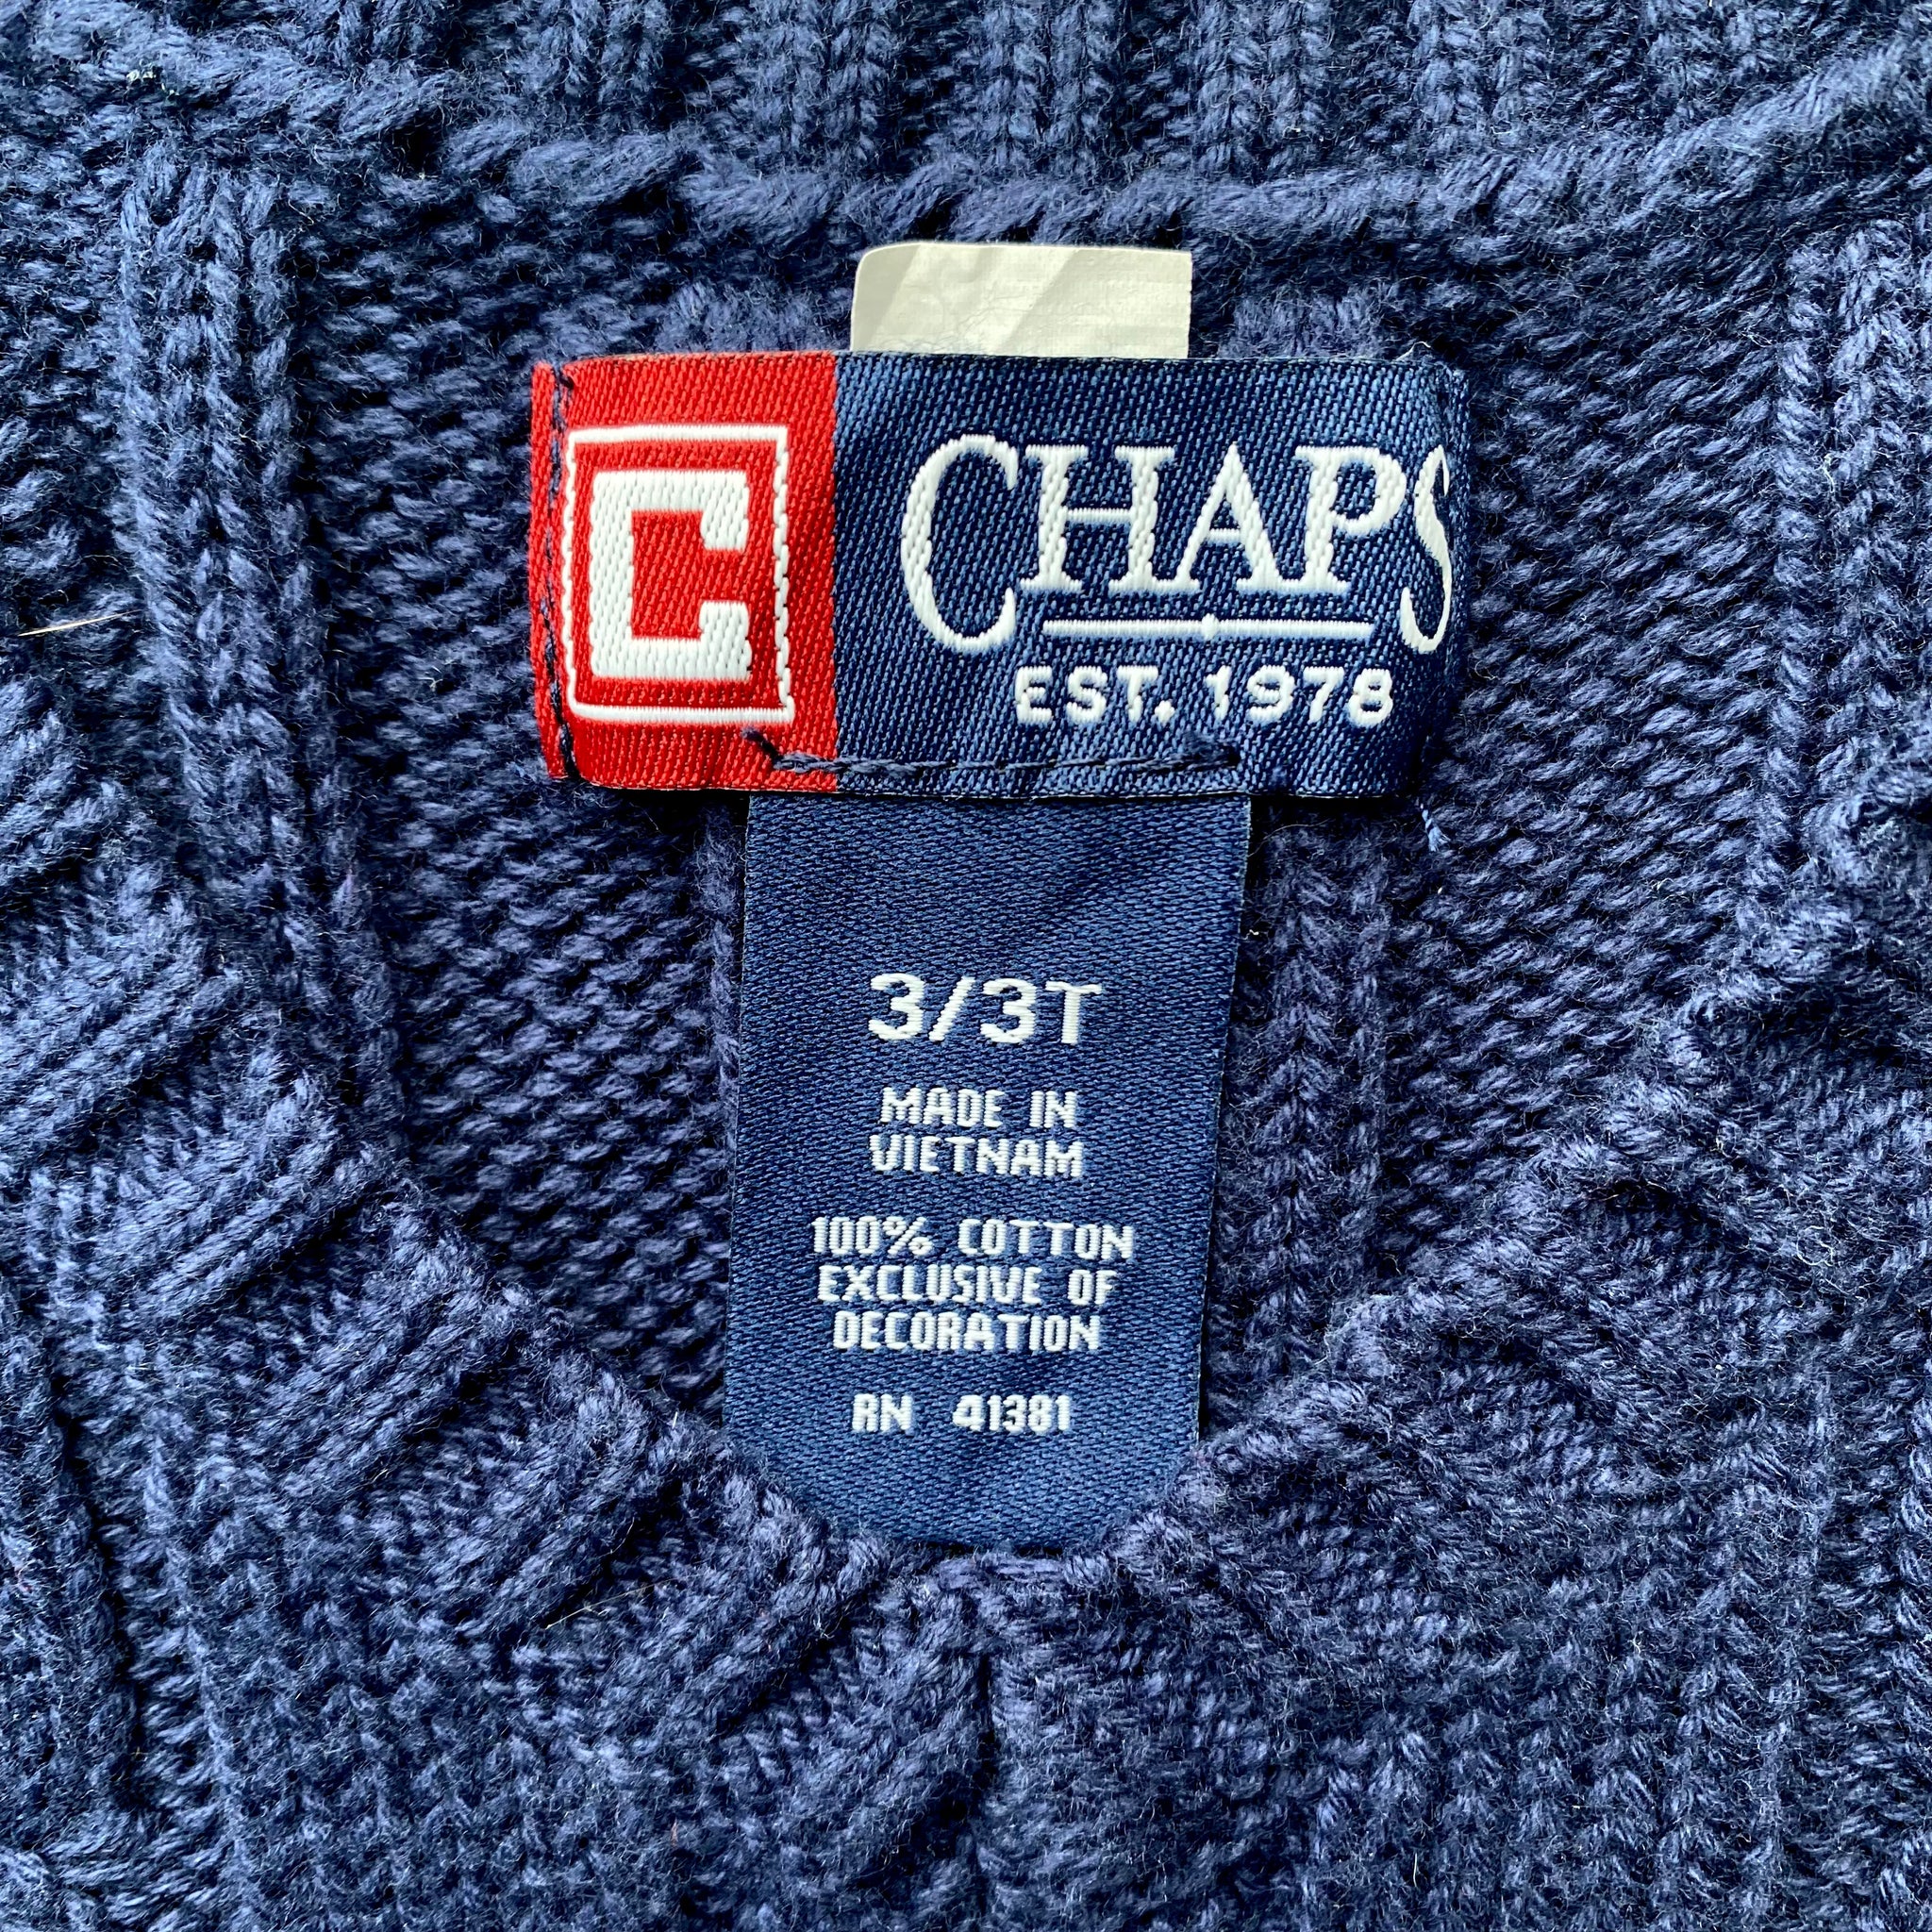 C CHAPS
EST. 1978
3/3T
MADE IN
VIETNAM
100% COTTON
EXCLUSIVE OF
DECORATION
RN 41381